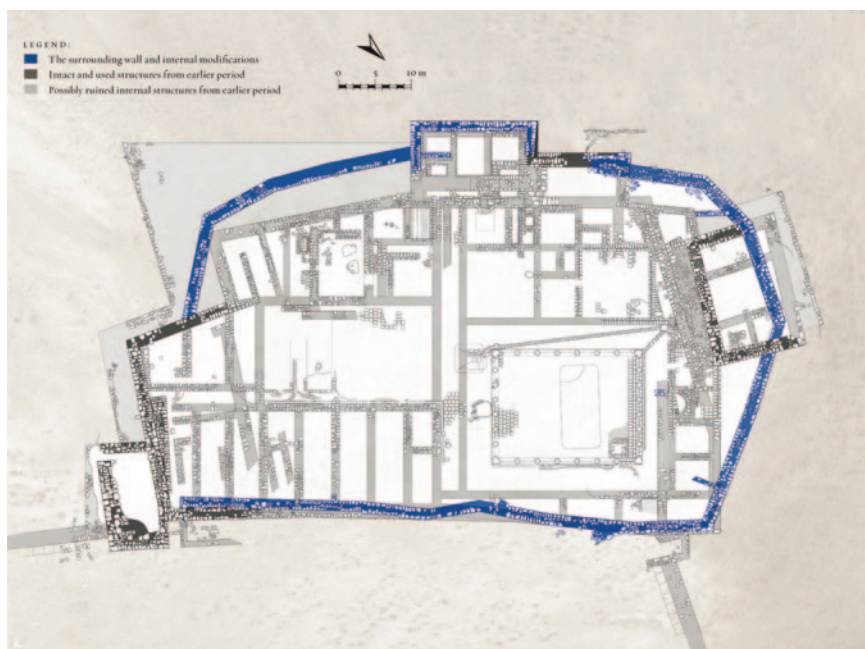 LEGEND:
The surrounding wall and internal modifications
Intact and used structures from earlier period
Possibly ruined internal structures from earlier period
0 5 10 m